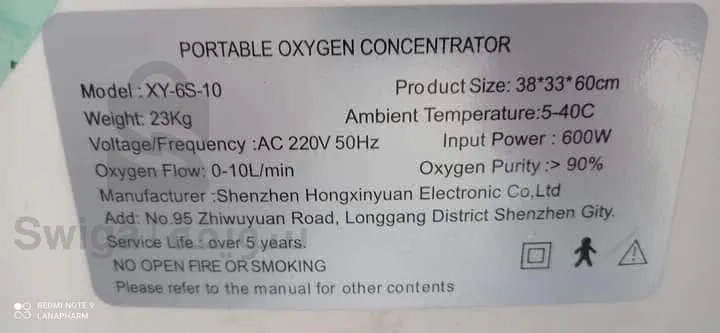 PORTABLE OXYGEN CONCENTRATOR
Model : XY-6S-10 Product Size: 38*33*60cm
Weight: 23Kg Ambient Temperature:5-40C
Voltage/Frequency :AC 220V 50Hz Input Power : 600W
Oxygen Flow: 0-10L/min Oxygen Purity :> 90%
Manufacturer :Shenzhen Hongxinyuan Electronic Co,Ltd
Add: No.95 Zhiwuyuan Road, Longgang District Shenzhen Gity.
Swiga
Service Life : over 5 years.
NO OPEN FIRE OR SMOKING
Please refer to the manual for other contents
REDMI NOTE 9
LANAPHARM